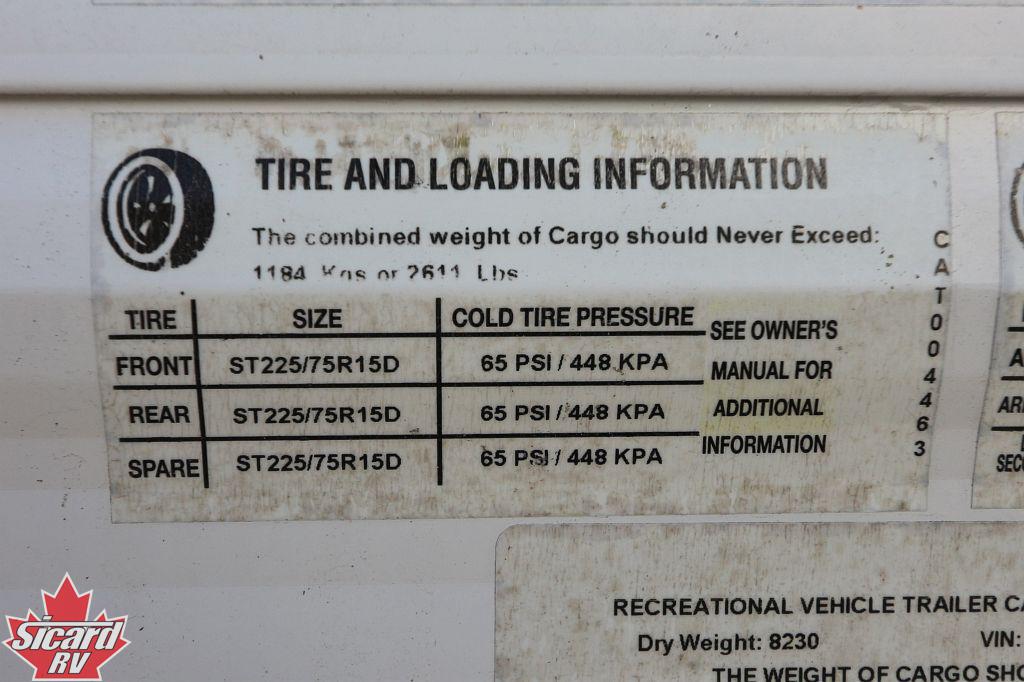 TIRE AND LOADING INFORMATION
The combined weight of Cargo should Never Exceed:
1184 Kgs or 2611 Lbs
TIRE SIZE COLD TIRE PRESSURE
FRONT ST225/75R15D 65 PSI / 448 KPA
REAR ST225/75R15D 65 PSI / 448 KPA
SPARE ST225/75R15D 65 PSI / 448 KPA
SEE OWNER'S
MANUAL FOR
ADDITIONAL
INFORMATION
CAT004463
RECREATIONAL VEHICLE TRAILER CA
Dry Weight: 8230 VIN:
THE WEIGHT OF CARGO SHO
Sicard
RV